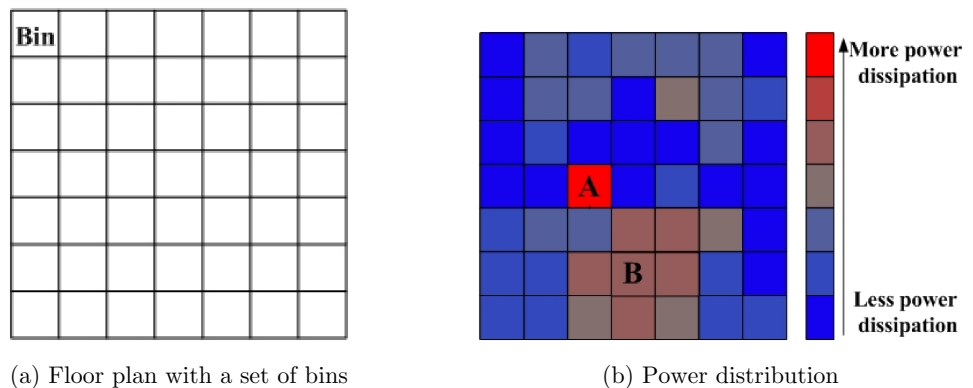 Bin
A
B
More power
dissipation
Less power
dissipation
(a) Floor plan with a set of bins
(b) Power distribution